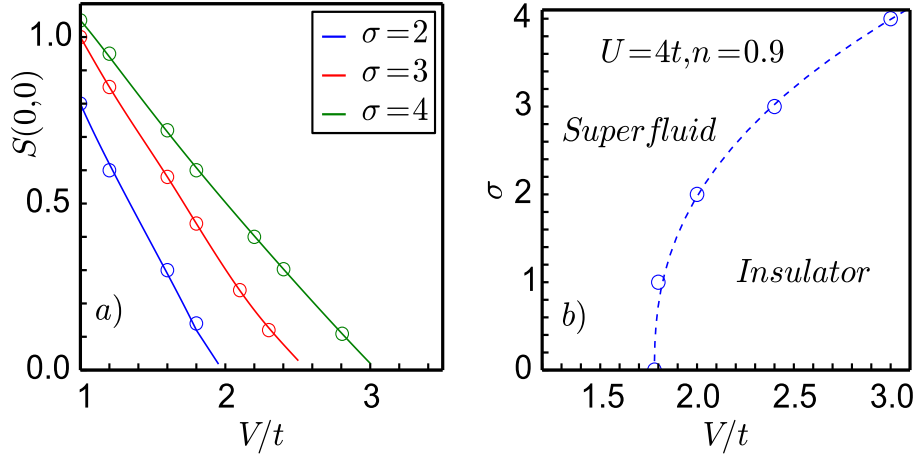 1.0
0.5
0.0
S(0,0)
σ=2
σ=3
σ=4
a)
1 2 3
V/t
4
3
2
1
0
σ
U=4t,n=0.9
Superfluid
Insulator
b)
1.5 2.0 2.4 3.0
V/t